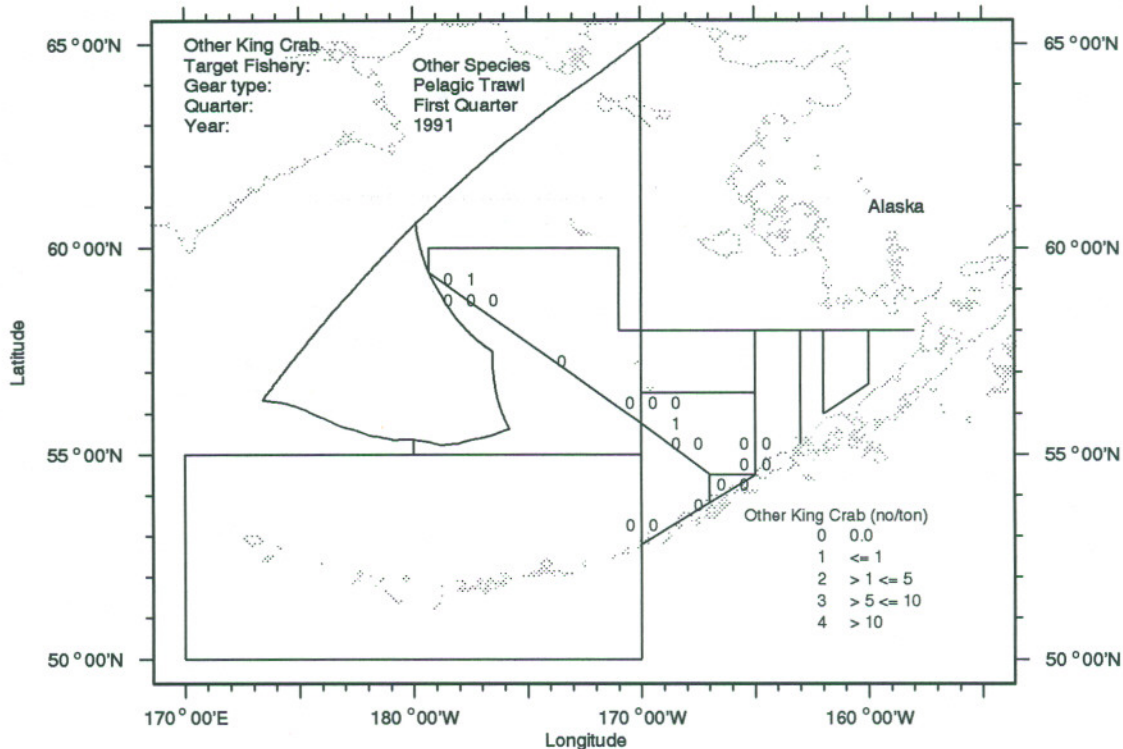 65°00'N 65°00'N
Other King Crab
Target Fishery: Other Species
Gear type: Pelagic Trawl
Quarter: First Quarter
Year: 1991
Alaska
60°00'N 60°00'N
0 1
0 0 0
Latitude
0
0 0 0
1
0 0 0 0
55°00'N 55°00'N
0 0
0 0
0
0 0
Other King Crab (no/ton)
0 0.0
1 <= 1
2 > 1 <= 5
3 > 5 <= 10
4 > 10
50°00'N 50°00'N
170°00'E 180°00'W 170°00'W 160°00'W
Longitude